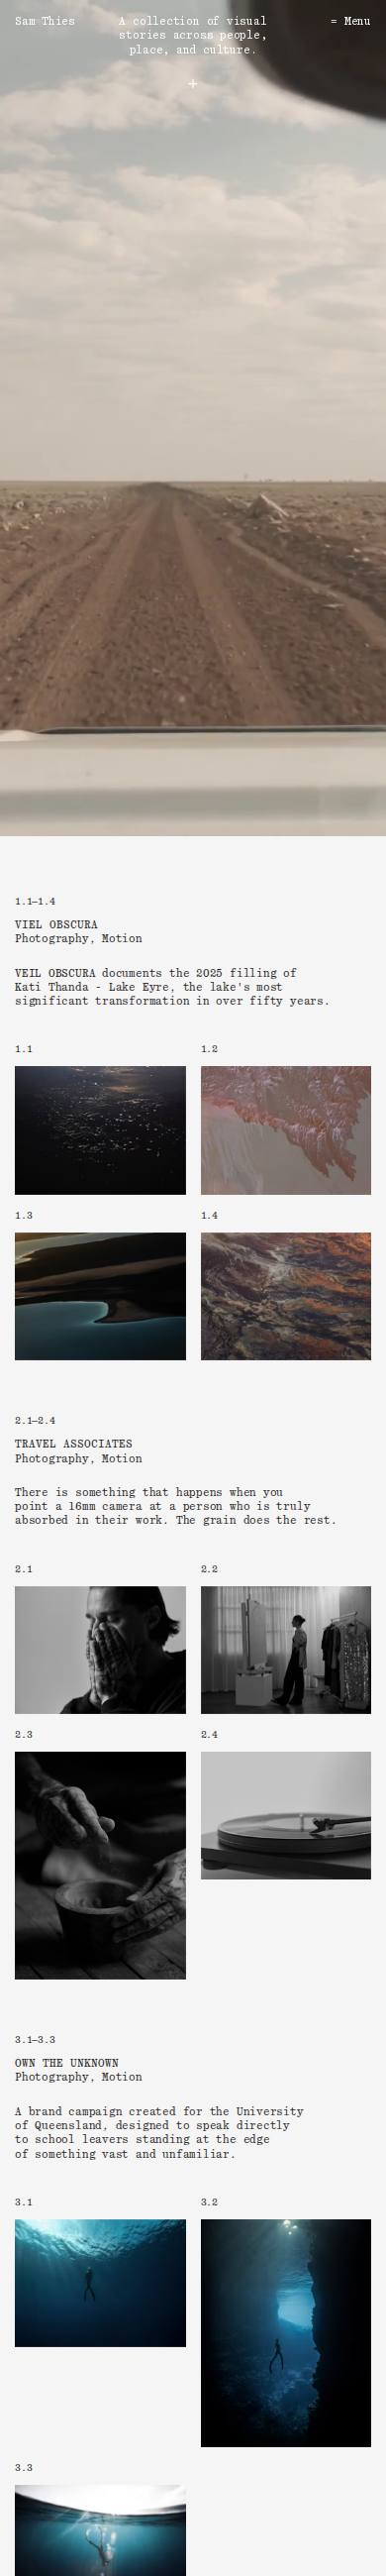 Sam Thies
A collection of visual
stories across people,
place, and culture.
= Menu
+
1.1—1.4
VIEL OBSCURA
Photography, Motion
VEIL OBSCURA documents the 2025 filling of
Kati Thanda - Lake Eyre, the lake's most
significant transformation in over fifty years.
1.1
1.2
1.3
1.4
2.1—2.4
TRAVEL ASSOCIATES
Photography, Motion
There is something that happens when you
point a 16mm camera at a person who is truly
absorbed in their work. The grain does the rest.
2.1
2.2
2.3
2.4
3.1—3.3
OWN THE UNKNOWN
Photography, Motion
A brand campaign created for the University
of Queensland, designed to speak directly
to school leavers standing at the edge
of something vast and unfamiliar.
3.1
3.2
3.3